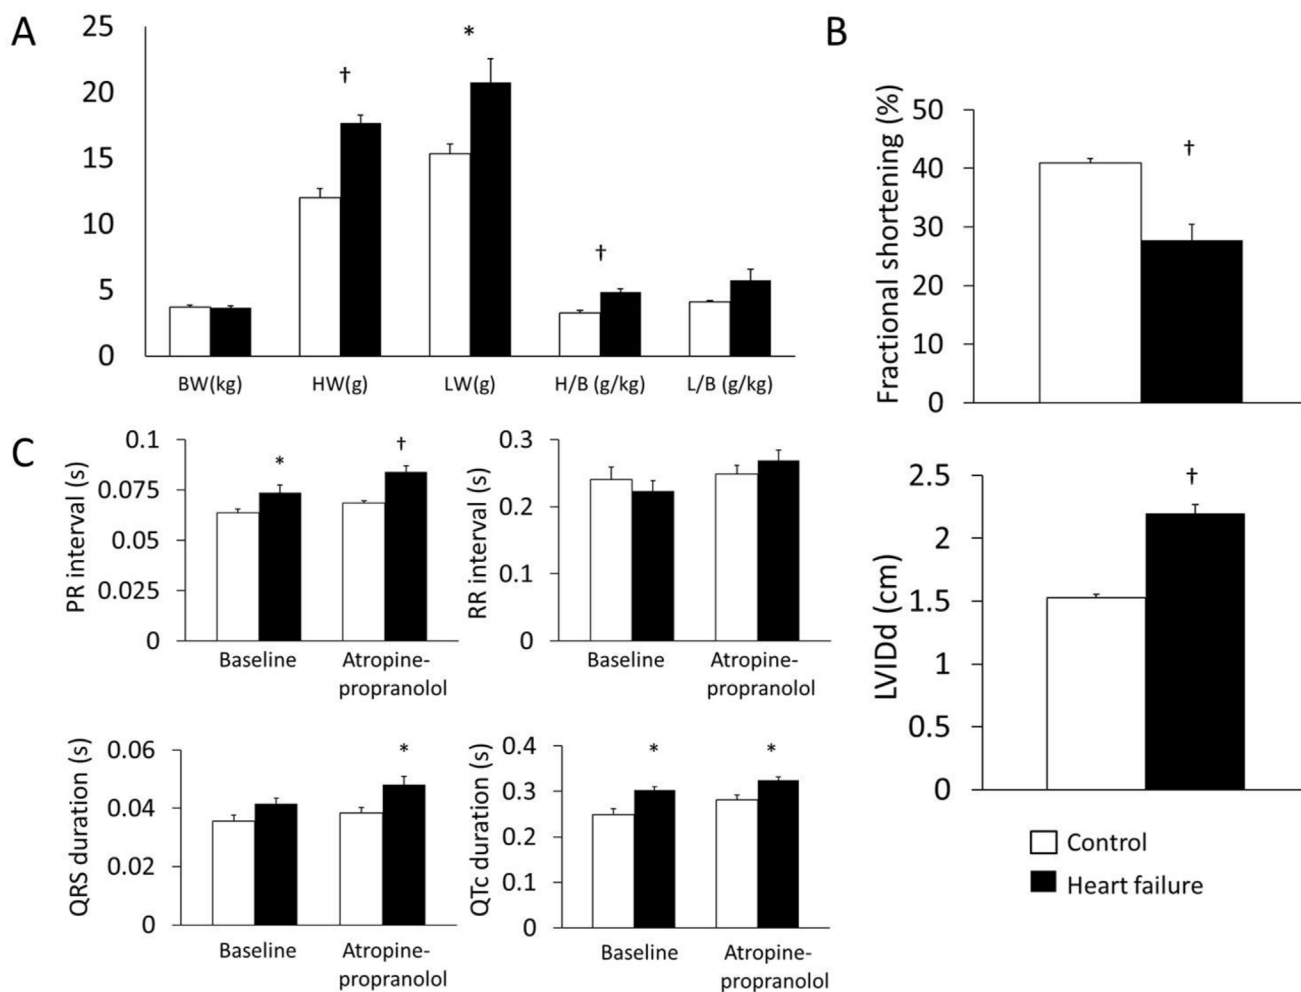 A
25
20
15
10
5
0
*
†
†
BW(kg)
HW(g)
LW(g)
H/B (g/kg)
L/B (g/kg)
B
Fractional shortening (%)
50
40
30
20
10
0
†
LVIDd (cm)
2.5
2
1.5
1
0.5
0
†
Control
Heart failure
C
PR interval (s)
0.1
0.075
0.05
0.025
0
*
†
Baseline
Atropine-
propranolol
RR interval (s)
0.3
0.2
0.1
0
Baseline
Atropine-
propranolol
QRS duration (s)
0.06
0.04
0.02
0
*
Baseline
Atropine-
propranolol
QTc duration (s)
0.4
0.3
0.2
0.1
0
*
*
Baseline
Atropine-
propranolol